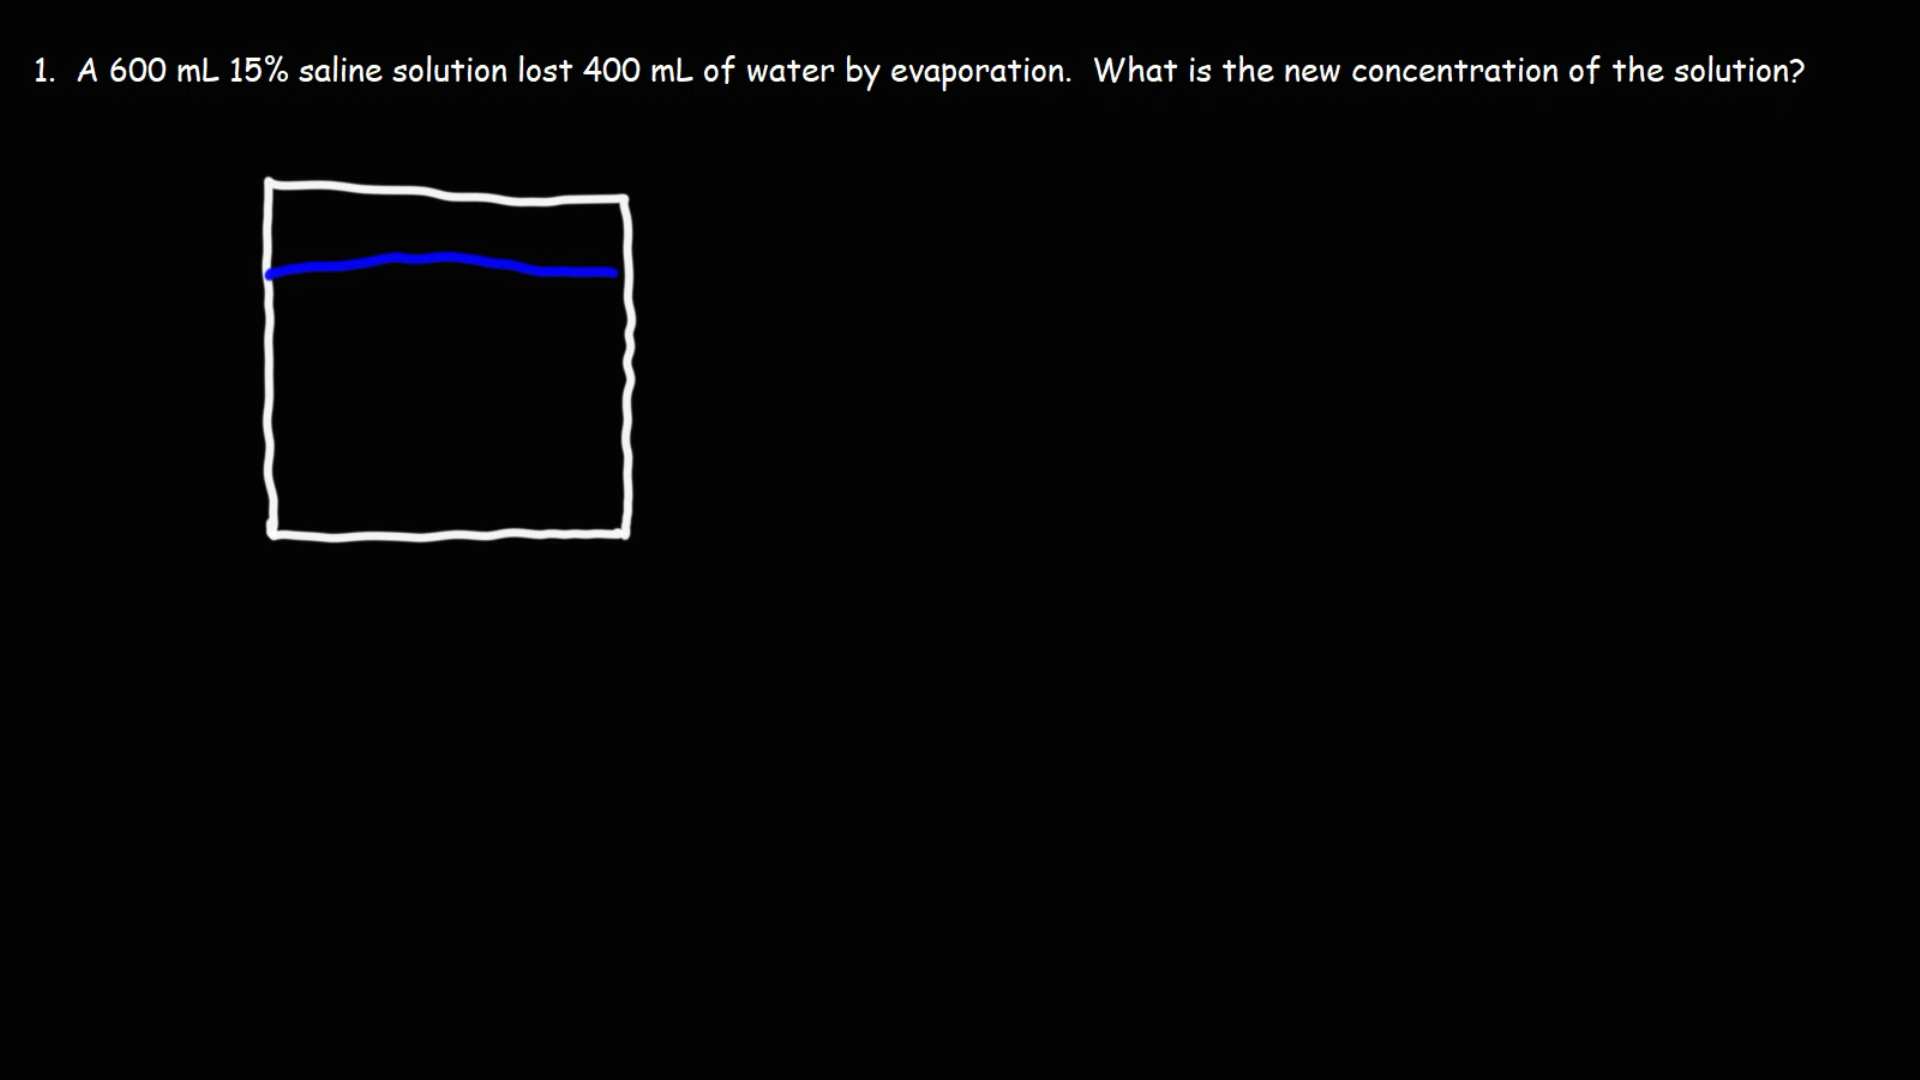 1. A 600 mL 15% saline solution lost 400 mL of water by evaporation. What is the new concentration of the solution?